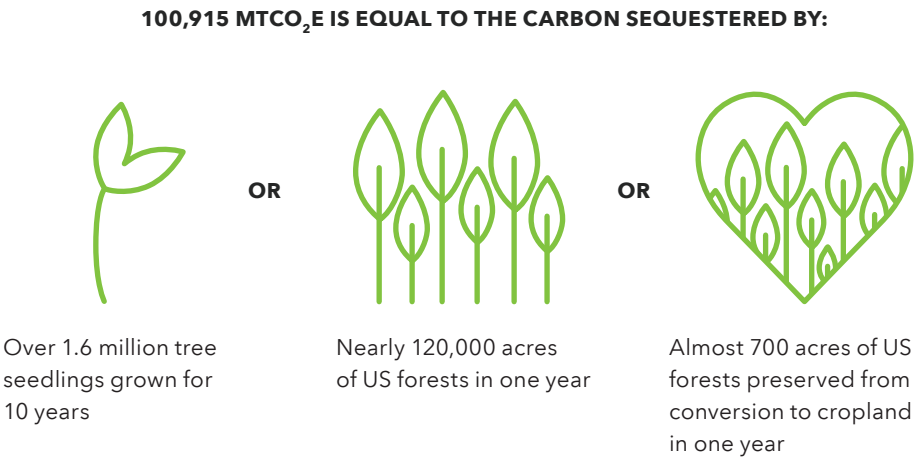 100,915 MTCO₂E IS EQUAL TO THE CARBON SEQUESTERED BY:
OR
OR
Over 1.6 million tree
seedlings grown for
10 years
Nearly 120,000 acres
of US forests in one year
Almost 700 acres of US
forests preserved from
conversion to cropland
in one year